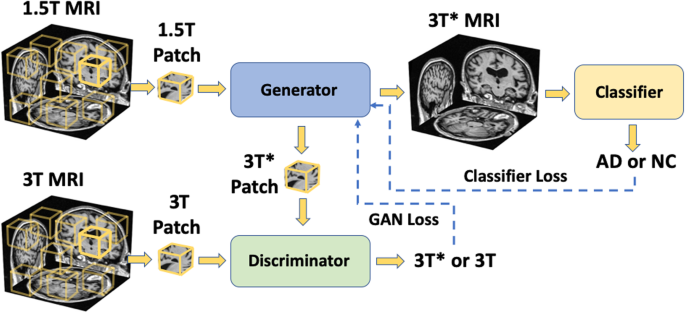 1.5T MRI
1.5T
Patch
3T* MRI
Generator
Classifier
3T*
Patch
AD or NC
Classifier Loss
3T MRI
3T
Patch
GAN Loss
Discriminator
3T* or 3T